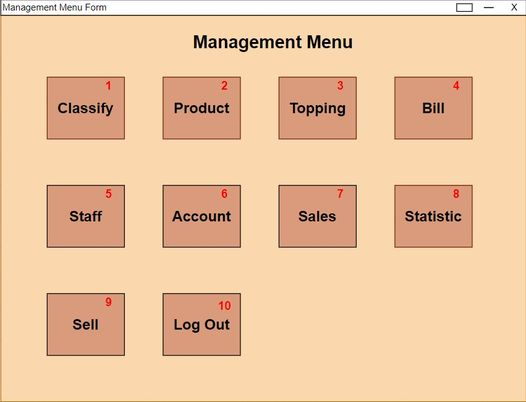 Management Menu Form
X
Management Menu
1
2
3
4
Classify
Product
Topping
Bill
5
6
7
8
Staff
Account
Sales
Statistic
9
10
Sell
Log Out